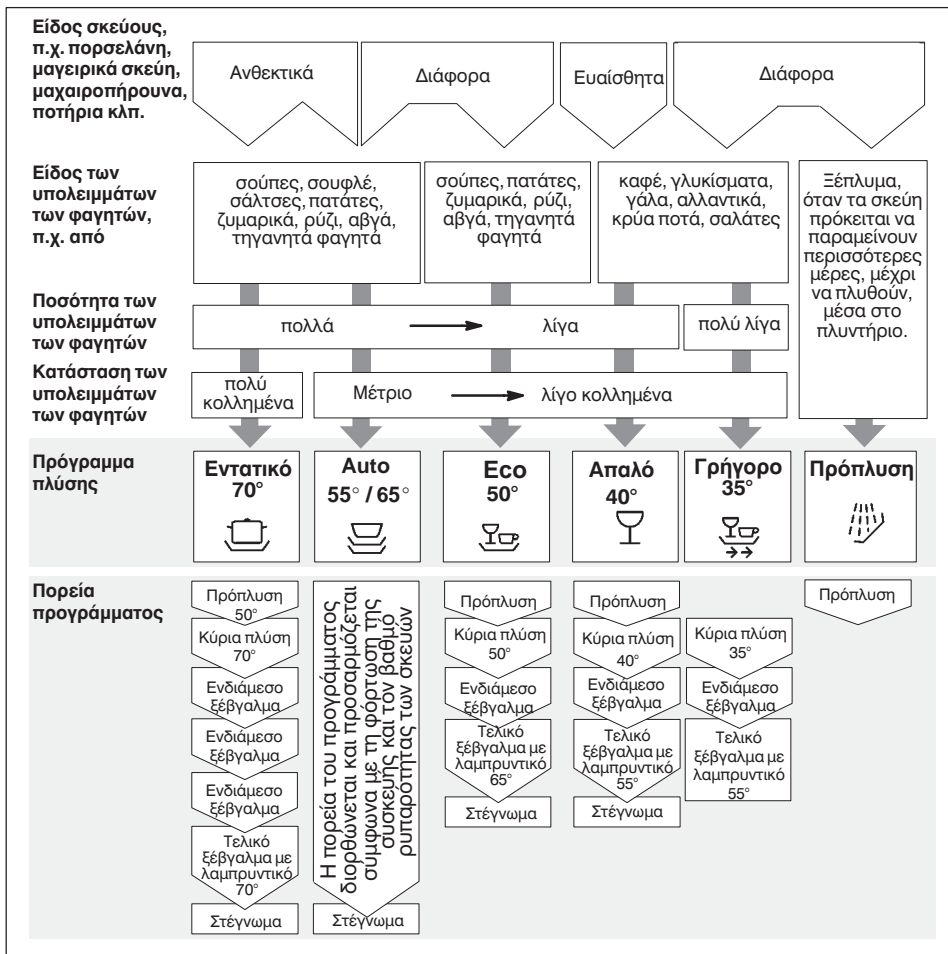 Είδος σκεύους,
π.χ. πορσελάνη,
μαγειρικά σκεύη,
μαχαιροπήρουνα,
ποτήρια κλπ.
Ανθεκτικά
Διάφορα
Ευαίσθητα
Διάφορα
Είδος των
υπολειμμάτων
των φαγητών,
π.χ. από
σούπες, σουφλέ,
σάλτσες, πατάτες,
ζυμαρικά, ρύζι, αβγά,
τηγανητά φαγητά
σούπες, πατάτες,
ζυμαρικά, ρύζι,
αβγά, τηγανητά
φαγητά
καφέ, γλυκίσματα,
γάλα, αλλαντικά,
κρύα ποτά, σαλάτες
Ξέπλυμα,
όταν τα σκεύη
πρόκειται να
παραμείνουν
περισσότερες
μέρες, μέχρι
να πλυθούν,
μέσα στο
πλυντήριο.
Ποσότητα των
υπολειμμάτων
των φαγητών
πολλά
λίγα
πολύ λίγα
Κατάσταση των
υπολειμμάτων
των φαγητών
πολύ
κολλημένα
Μέτριο
λίγο κολλημένα
Πρόγραμμα
πλύσης
Εντατικό
70°
Auto
55° / 65°
Eco
50°
Απαλό
40°
Γρήγορο
35°
Πρόπλυση
Πορεία
προγράμματος
Πρόπλυση
50°
Κύρια πλύση
70°
Ενδιάμεσο
ξέβγαλμα
Ενδιάμεσο
ξέβγαλμα
Ενδιάμεσο
ξέβγαλμα
Τελικό
ξέβγαλμα με
λαμπρυντικό
70°
Στέγνωμα
Η πορεία του προγράμματος
διορθώνεται και προσαρμόζεται
σύμφωνα με τη φόρτωση της
συσκευής και τον βαθμό
ρυπαρότητας των σκευών
Στέγνωμα
Πρόπλυση
Κύρια πλύση
50°
Ενδιάμεσο
ξέβγαλμα
Τελικό
ξέβγαλμα με
λαμπρυντικό
65°
Στέγνωμα
Πρόπλυση
Κύρια πλύση
40°
Ενδιάμεσο
ξέβγαλμα
Τελικό
ξέβγαλμα με
λαμπρυντικό
55°
Στέγνωμα
Κύρια πλύση
35°
Ενδιάμεσο
ξέβγαλμα
Τελικό
ξέβγαλμα με
λαμπρυντικό
55°
Πρόπλυση